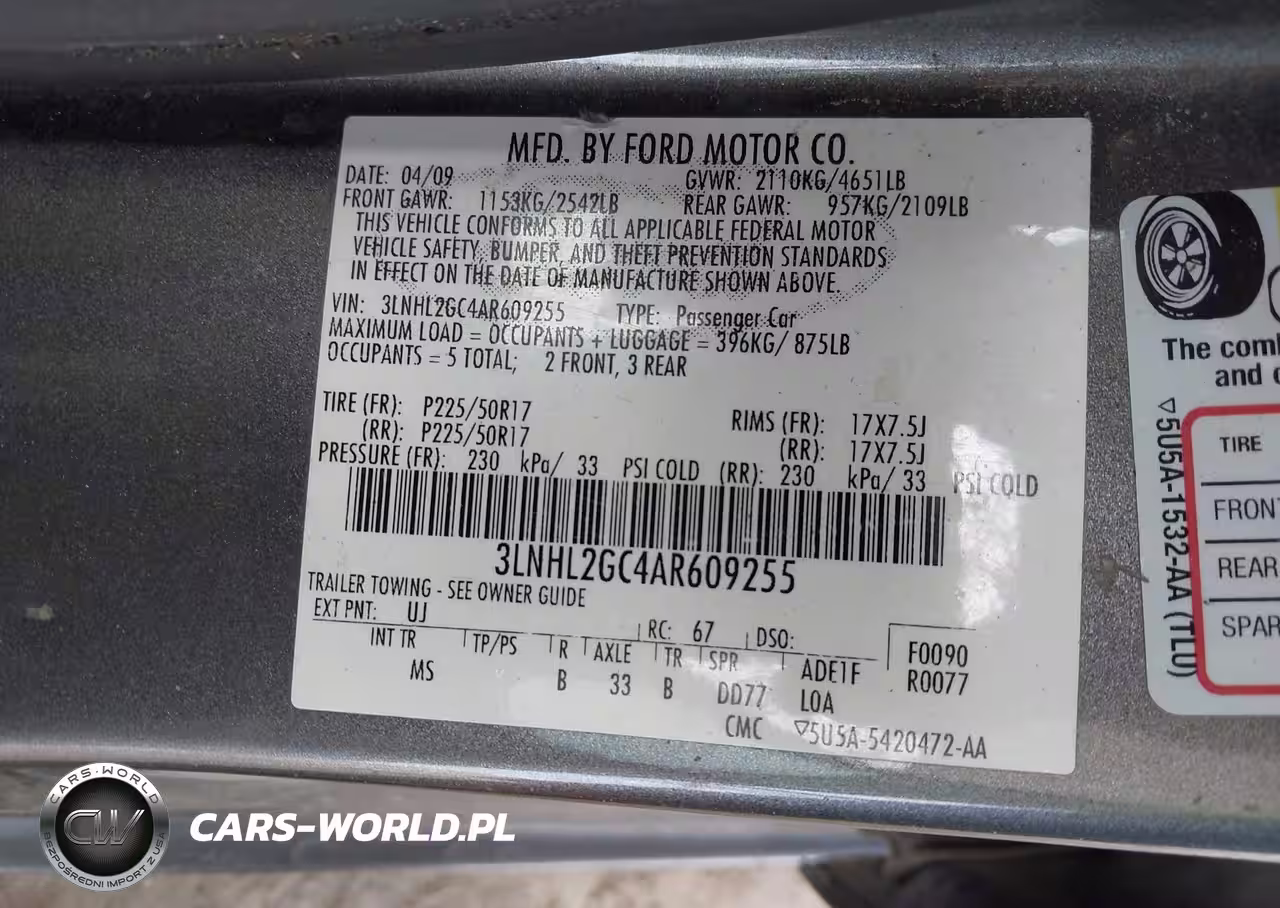 MFD. BY FORD MOTOR CO.
DATE: 04/09 GVWR: 2110KG/4651LB
FRONT GAWR: 1153KG/2542LB REAR GAWR: 957KG/2109LB
THIS VEHICLE CONFORMS TO ALL APPLICABLE FEDERAL MOTOR
VEHICLE SAFETY, BUMPER, AND THEFT PREVENTION STANDARDS
IN EFFECT ON THE DATE OF MANUFACTURE SHOWN ABOVE.
VIN: 3LNHL2GC4AR609255 TYPE: Passenger Car
MAXIMUM LOAD = OCCUPANTS + LUGGAGE = 396KG/ 875LB
OCCUPANTS = 5 TOTAL; 2 FRONT, 3 REAR
TIRE (FR): P225/50R17 RIMS (FR): 17X7.5J
(RR): P225/50R17 (RR): 17X7.5J
PRESSURE (FR): 230 kPa/ 33 PSI COLD (RR): 230 kPa/ 33 PSI COLD
3LNHL2GC4AR609255
TRAILER TOWING - SEE OWNER GUIDE
EXT PNT: UJ RC: 67 DSO:
INT TR TP/PS R AXLE TR SPR ADE1F F0090
MS B 33 B DD77 LOA R0077
CMC ▽5U5A-5420472-AA
The comb
and
▽5U5A-1532-AA (TLU)
TIRE
FRONT
REAR
SPAR
CARS-WORLD
CW
BEZPOŚREDNI IMPORT Z USA
CARS-WORLD.PL